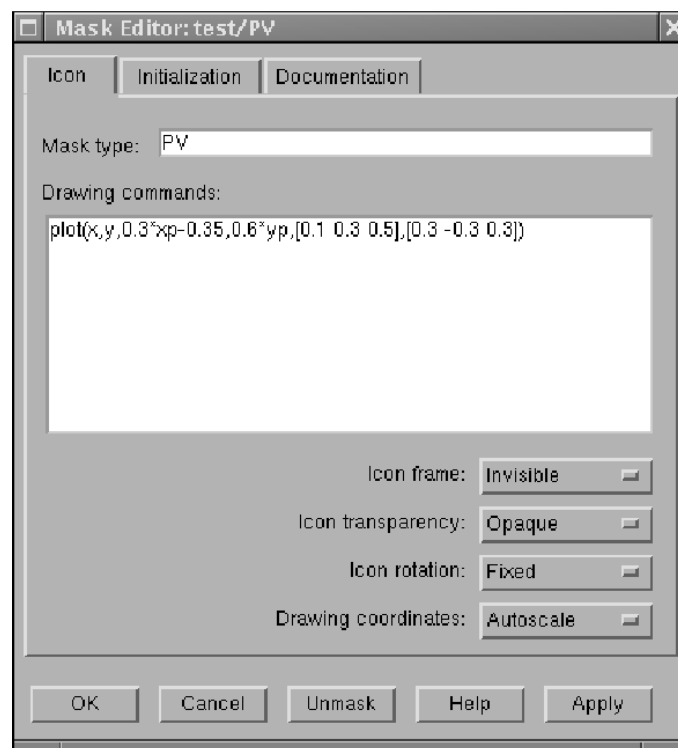 Mask Editor: test/PV
Icon Initialization Documentation
Mask type: PV
Drawing commands:
plot(x,y,0.3*xp-0.35,0.6*yp,[0.1 0.3 0.5],[0.3 -0.3 0.3])
Icon frame: Invisible
Icon transparency: Opaque
Icon rotation: Fixed
Drawing coordinates: Autoscale
OK Cancel Unmask Help Apply